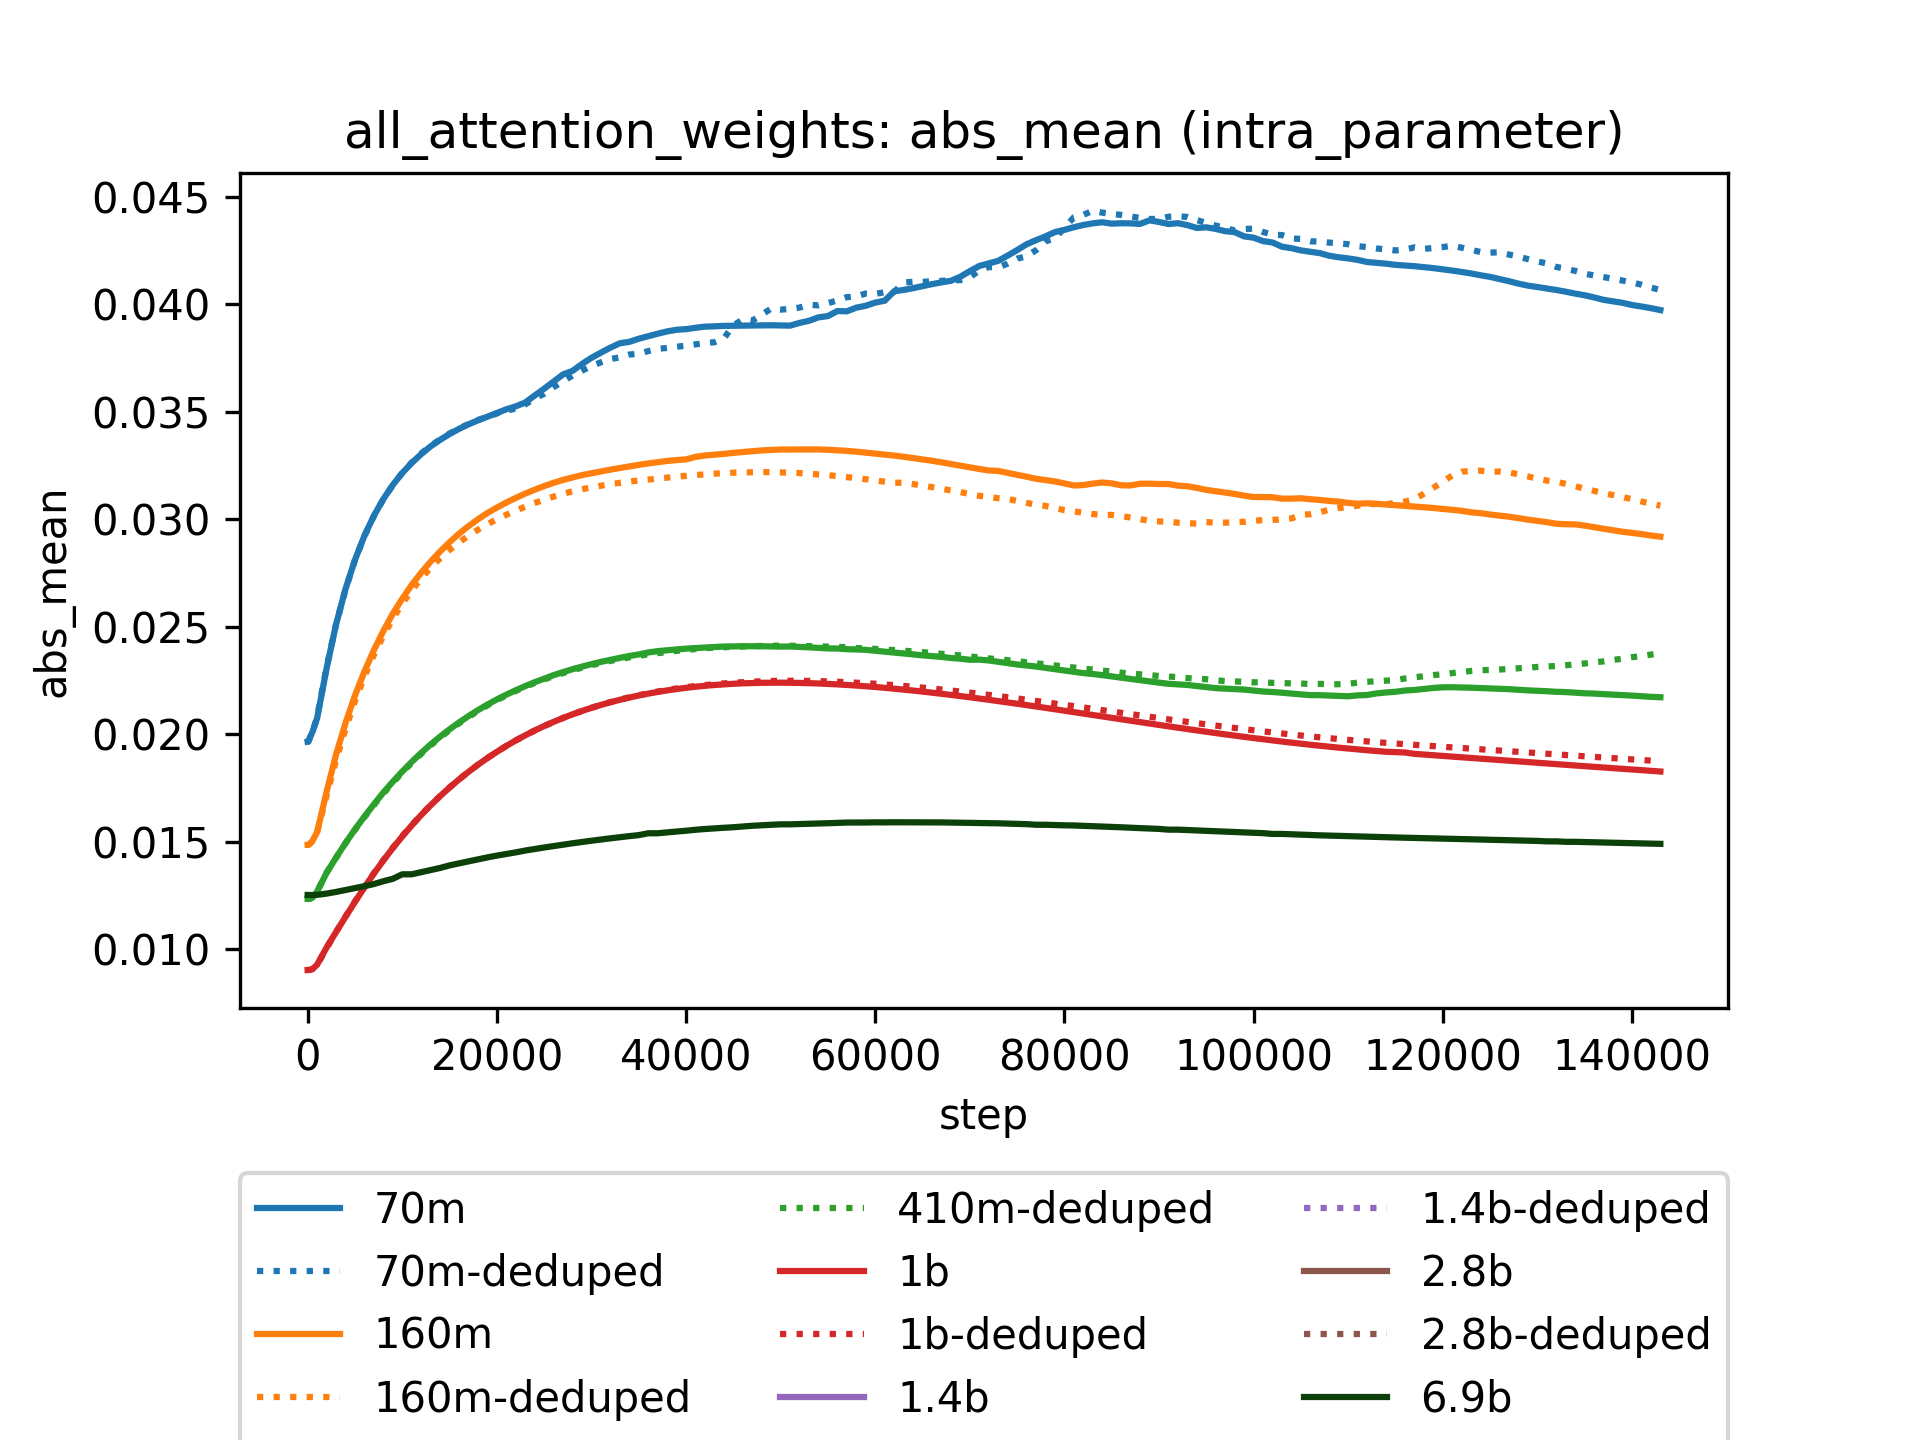 all_attention_weights: abs_mean (intra_parameter)
abs_mean
0.045
0.040
0.035
0.030
0.025
0.020
0.015
0.010
0 20000 40000 60000 80000 100000 120000 140000
step
70m
70m-deduped
160m
160m-deduped
410m-deduped
1b
1b-deduped
1.4b
1.4b-deduped
2.8b
2.8b-deduped
6.9b